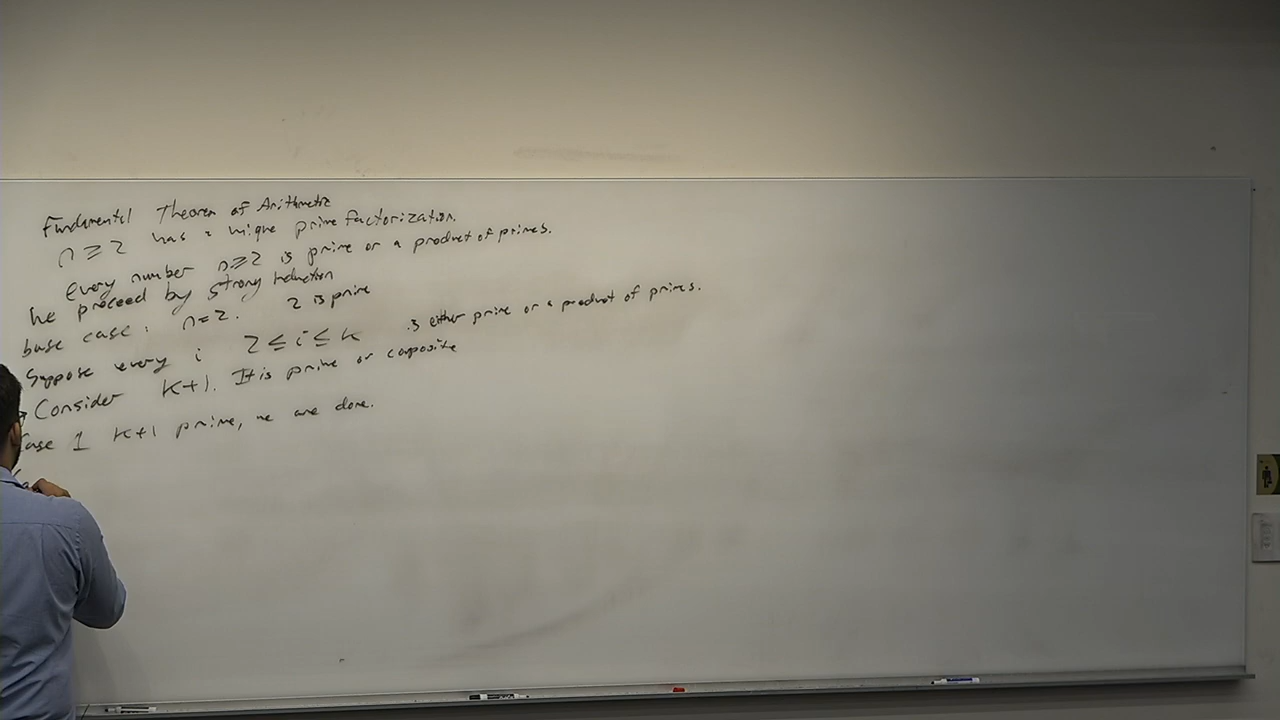 Fundamental Theorem of Arithmetic
n ≥ 2 has a unique prime factorization.
Every number n ≥ 2 is prime or a product of primes.
We proceed by strong induction
base case: n=2. 2 is prime
Suppose every i 2 ≤ i ≤ k is either prime or a product of primes.
Consider k+1. It is prime or composite
Case 1 k+1 prime, we are done.